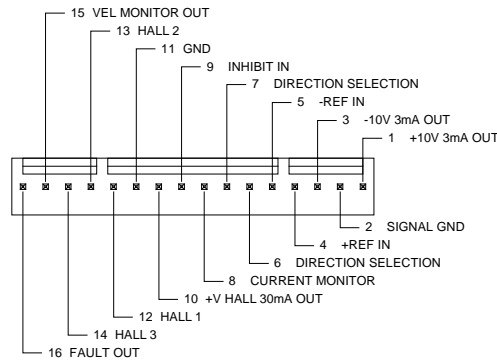 15 VEL MONITOR OUT
13 HALL 2
11 GND
9 INHIBIT IN
7 DIRECTION SELECTION
5 -REF IN
3 -10V 3mA OUT
1 +10V 3mA OUT
2 SIGNAL GND
4 +REF IN
6 DIRECTION SELECTION
8 CURRENT MONITOR
10 +V HALL 30mA OUT
12 HALL 1
14 HALL 3
16 FAULT OUT